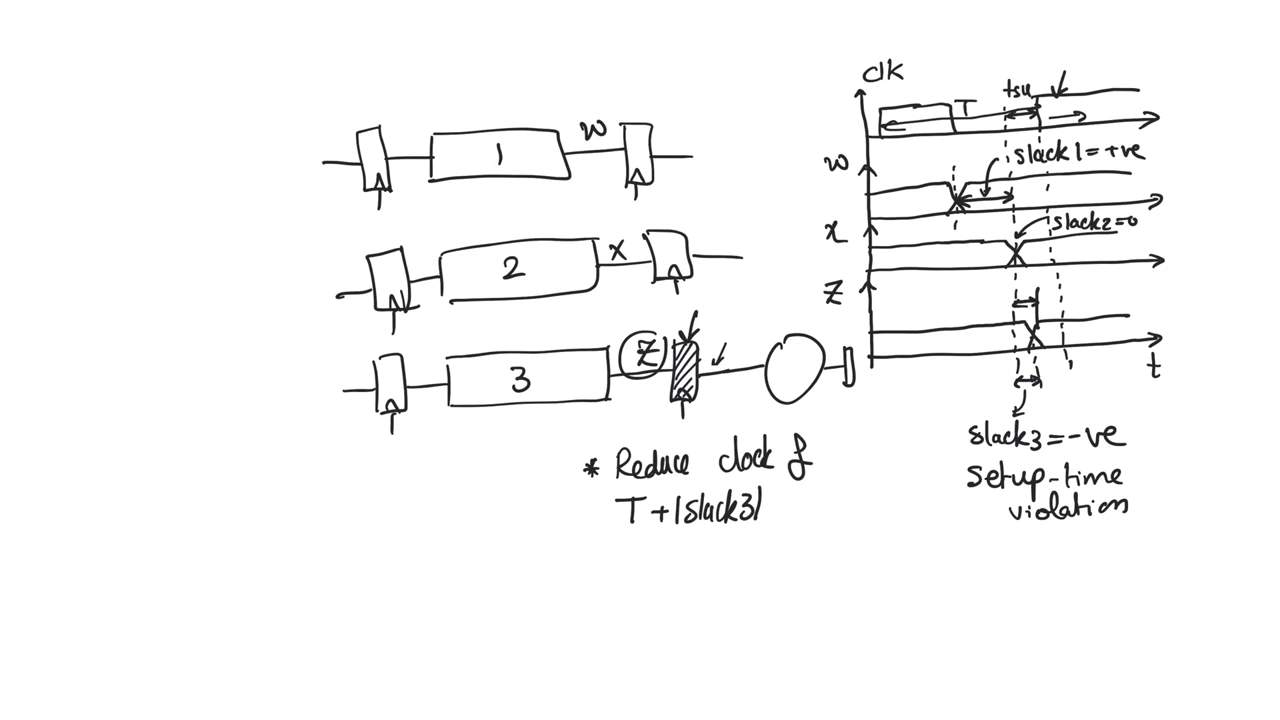 w
1
x
2
Z
3
* Reduce clock f
T + |slack3|
clk
T
tsu
w
slack1 = +ve
x
slack2=0
Z
t
slack3 = -ve
setup-time
violation